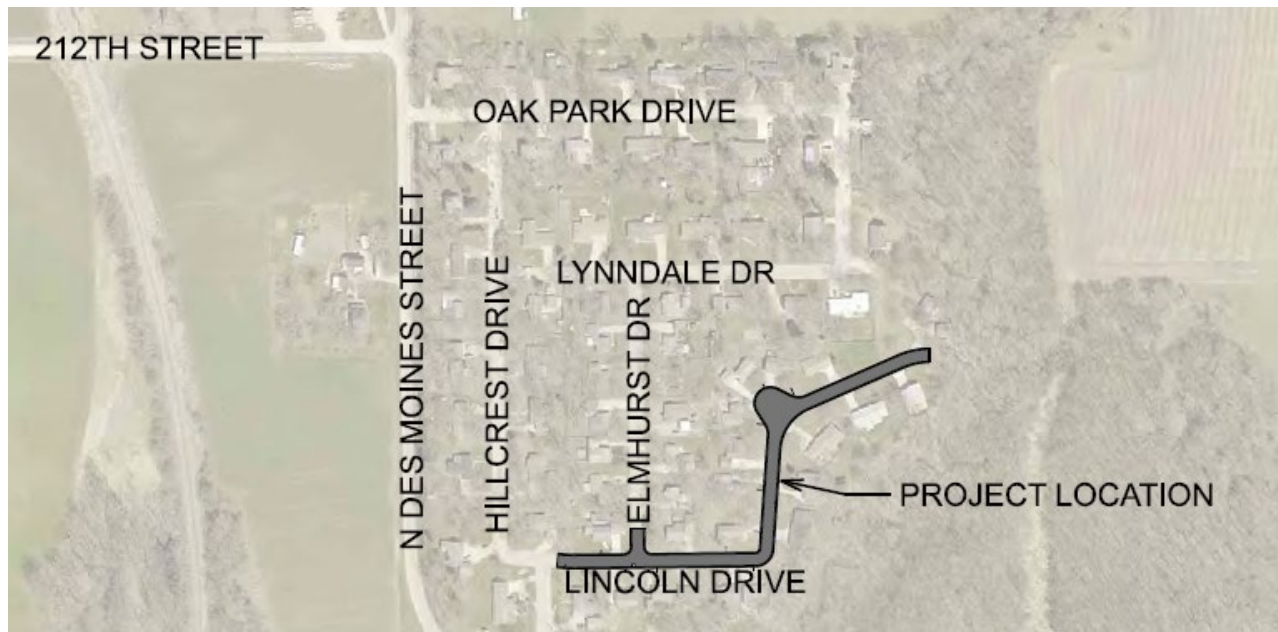 212TH STREET
OAK PARK DRIVE
N DES MOINES STREET
HILLCREST DRIVE
LYNNDALE DR
ELMHURST DR
PROJECT LOCATION
LINCOLN DRIVE